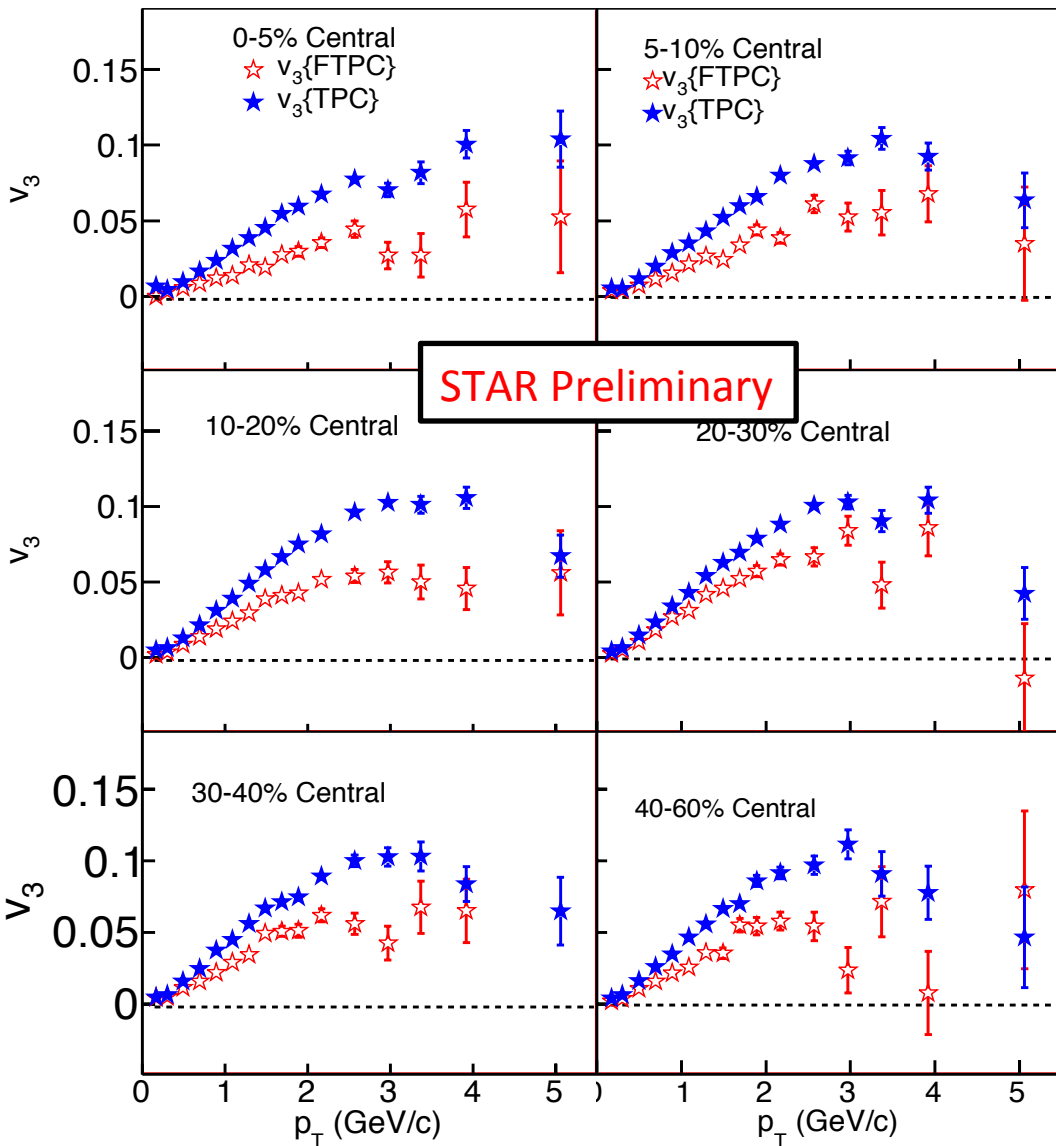 0-5% Central
☆ v₃{FTPC}
★ v₃{TPC}
5-10% Central
☆ v₃{FTPC}
★ v₃{TPC}
0.15
0.1
0.05
0
v₃
STAR Preliminary
10-20% Central
20-30% Central
0.15
0.1
0.05
0
v₃
30-40% Central
40-60% Central
0.15
0.1
0.05
0
v₃
0 1 2 3 4 5
0 1 2 3 4 5
p_T (GeV/c)
p_T (GeV/c)